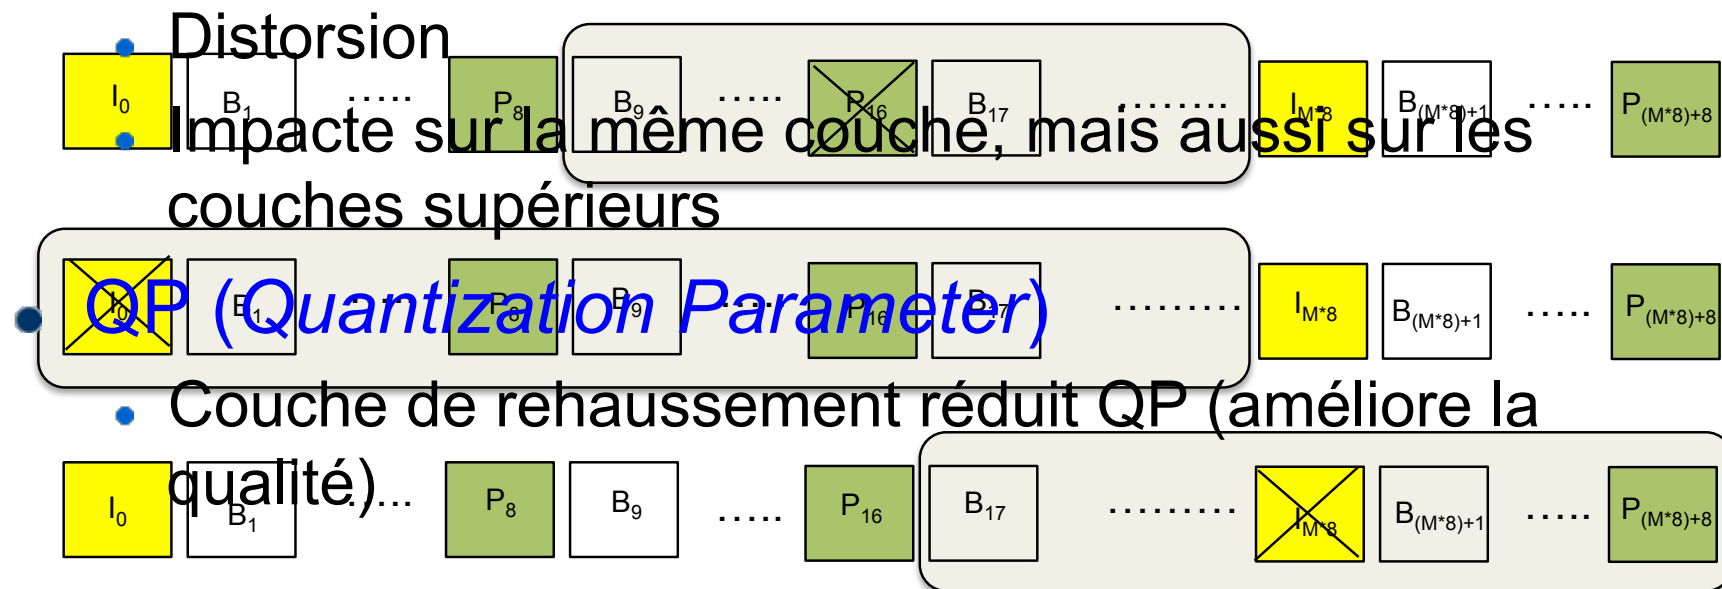 Distorsion
I0 B1 ..... P8 B9 ..... P16 B17 ........ IM*8 B(M*8)+1 ..... P(M*8)+8
Impacte sur la même couche, mais aussi sur les
couches supérieurs
I0 B1 ..... P8 B9 ..... P16 B17 ......... IM*8 B(M*8)+1 ..... P(M*8)+8
QP (Quantization Parameter)
Couche de rehaussement réduit QP (améliore la
qualité)
I0 B1 ..... P8 B9 ..... P16 B17 ......... IM*8 B(M*8)+1 ..... P(M*8)+8